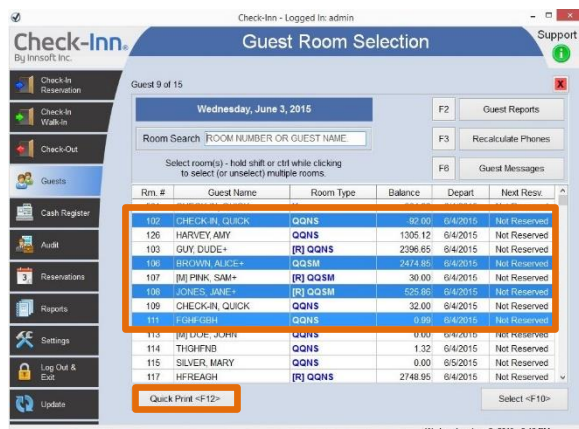 Check-Inn - Logged In: admin
Check-Inn®
By Innsoft Inc.
Guest Room Selection
Support
Check-In
Reservation
Check-In
Walk-In
Check-Out
Guests
Cash Register
Audit
Reservations
Reports
Settings
Log Out &
Exit
Update
Guest 9 of 15
X
Wednesday, June 3, 2015
F2 Guest Reports
Room Search ROOM NUMBER OR GUEST NAME
F3 Recalculate Phones
Select room(s) - hold shift or ctrl while clicking
to select (or unselect) multiple rooms.
F6 Guest Messages
Rm. # Guest Name Room Type Balance Depart Next Resv.
102 CHECK-IN, QUICK QQNS -92.00 6/4/2015 Not Reserved
126 HARVEY, AMY QQNS 1305.12 6/4/2015 Not Reserved
103 GUY, DUDE+ [R] QQNS 2396.65 6/4/2015 Not Reserved
106 BROWN, ALICE+ QQSM 2474.85 6/4/2015 Not Reserved
107 [M] PINK, SAM+ [R] QQSM 30.00 6/4/2015 Not Reserved
108 JONES, JANE+ [R] QQSM 525.86 6/4/2015 Not Reserved
109 CHECK-IN, QUICK QQNS 32.00 6/4/2015 Not Reserved
111 FGHFGBH QQNS 0.99 6/4/2015 Not Reserved
113 [M] DOE, JOHN QQNS 0.00 6/4/2015 Not Reserved
114 THGHFNB QQNS 1.32 6/4/2015 Not Reserved
115 SILVER, MARY QQNS 0.00 6/5/2015 Not Reserved
117 HFREAGH [R] QQNS 2748.95 6/4/2015 Not Reserved
Quick Print <F12>
Select <F10>